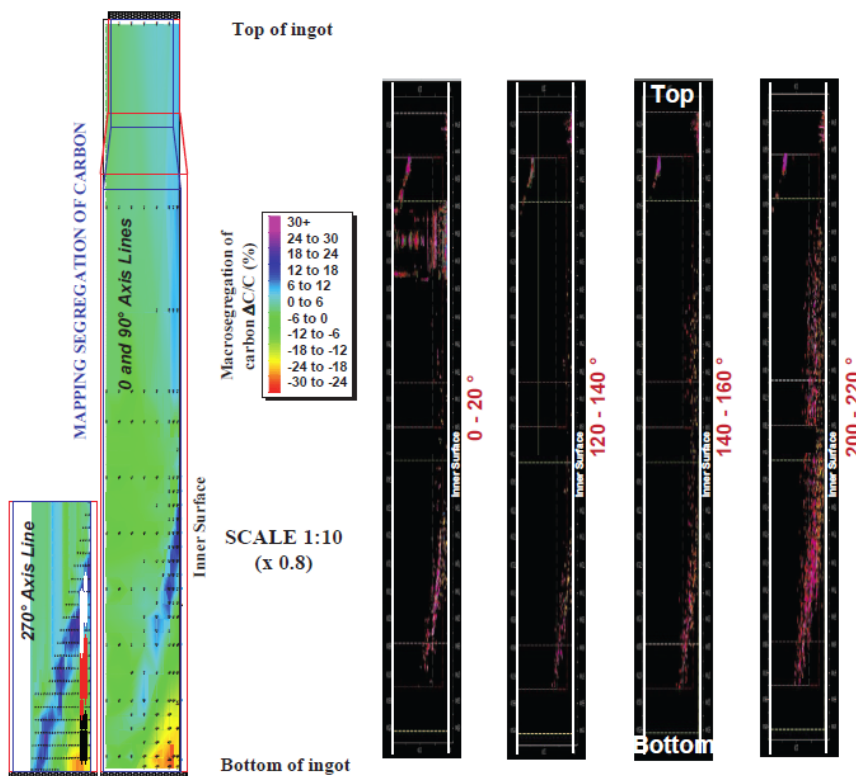 Top of ingot
MAPPING SEGREGATION OF CARBON
0 and 90° Axis Lines
270° Axis Line
Inner Surface
Macrosegregation of
carbon ΔC/C (%)
30+
24 to 30
18 to 24
12 to 18
6 to 12
0 to 6
-6 to 0
-12 to -6
-18 to -12
-24 to -18
-30 to -24
SCALE 1:10
(x 0.8)
Bottom of ingot
Inner Surface
0 - 20 °
Inner Surface
120 - 140 °
Top
Bottom
Inner Surface
140 - 160 °
Inner Surface
200 - 220 °